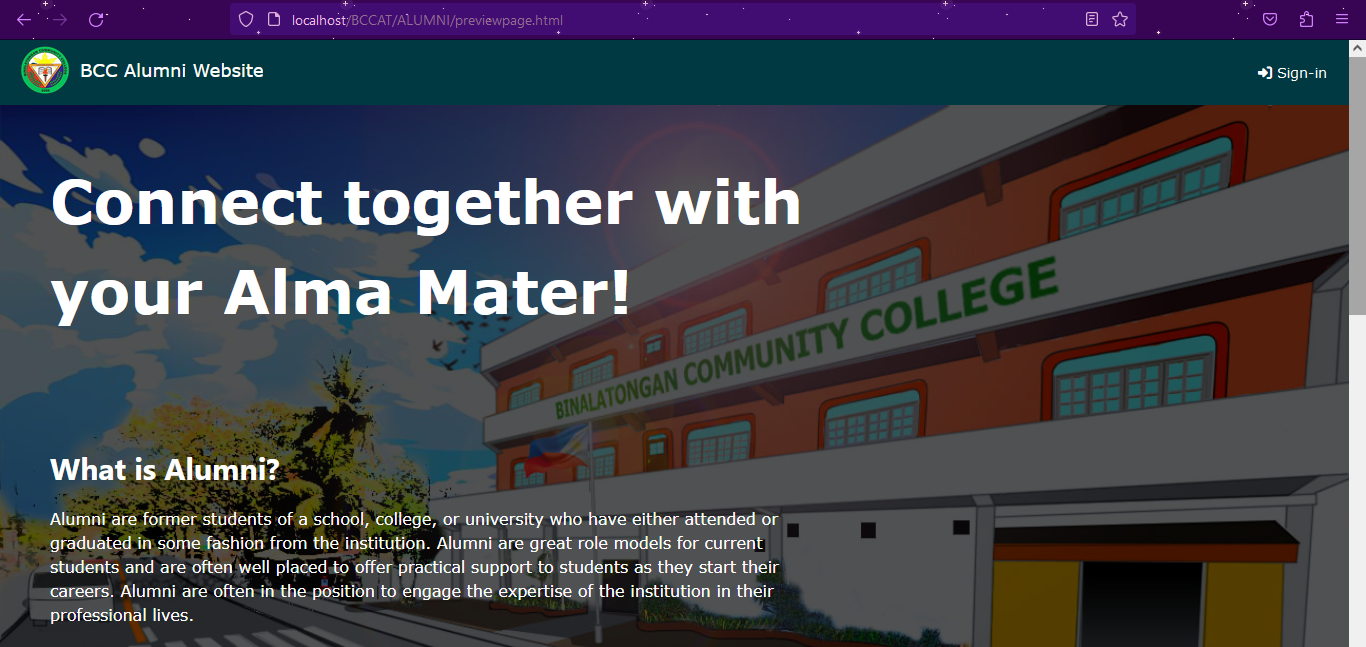 localhost/BCCAT/ALUMNI/previewpage.html
BCC Alumni Website
Sign-in
Connect together with
your Alma Mater!
BINALATONGAN COMMUNITY COLLEGE
What is Alumni?
Alumni are former students of a school, college, or university who have either attended or
graduated in some fashion from the institution. Alumni are great role models for current
students and are often well placed to offer practical support to students as they start their
careers. Alumni are often in the position to engage the expertise of the institution in their
professional lives.